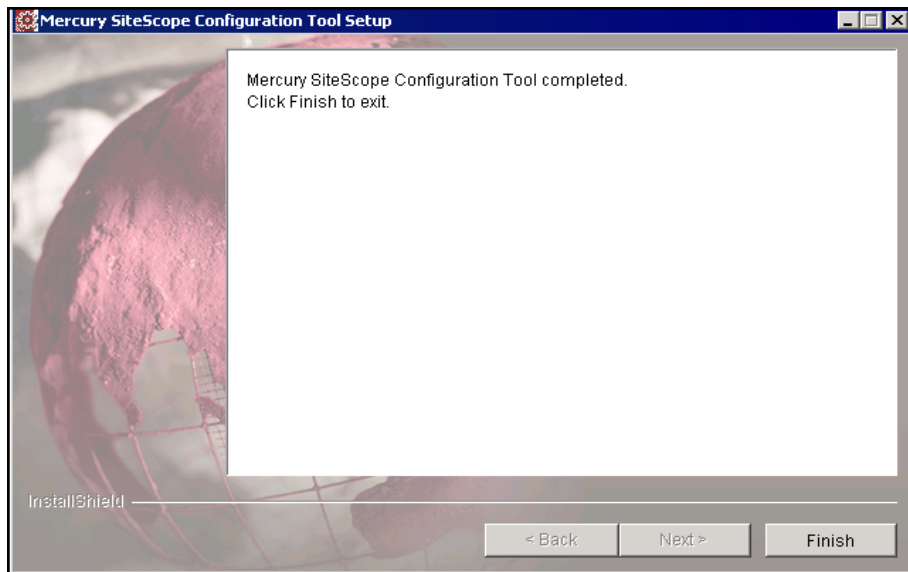 Mercury SiteScope Configuration Tool Setup
Mercury SiteScope Configuration Tool completed.
Click Finish to exit.
InstallShield
< Back
Next >
Finish